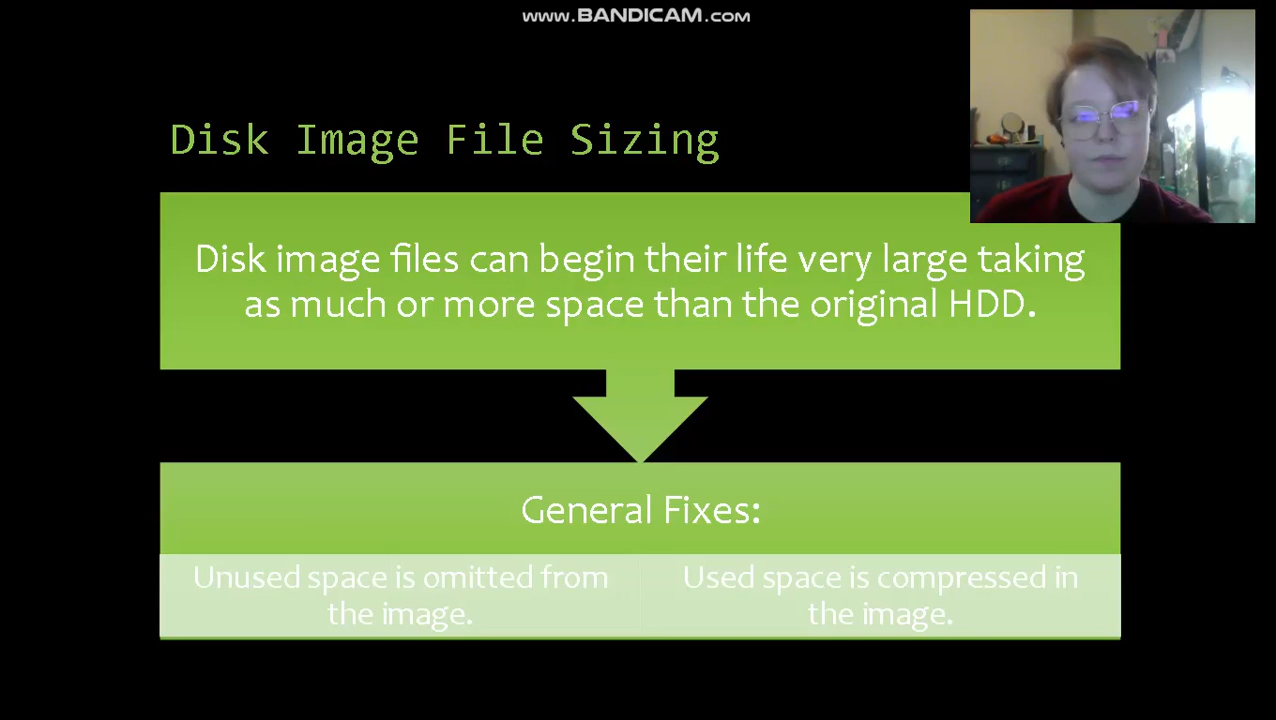 www.BANDICAM.com
Disk Image File Sizing
Disk image files can begin their life very large taking
as much or more space than the original HDD.
General Fixes:
Unused space is omitted from
the image.
Used space is compressed in
the image.